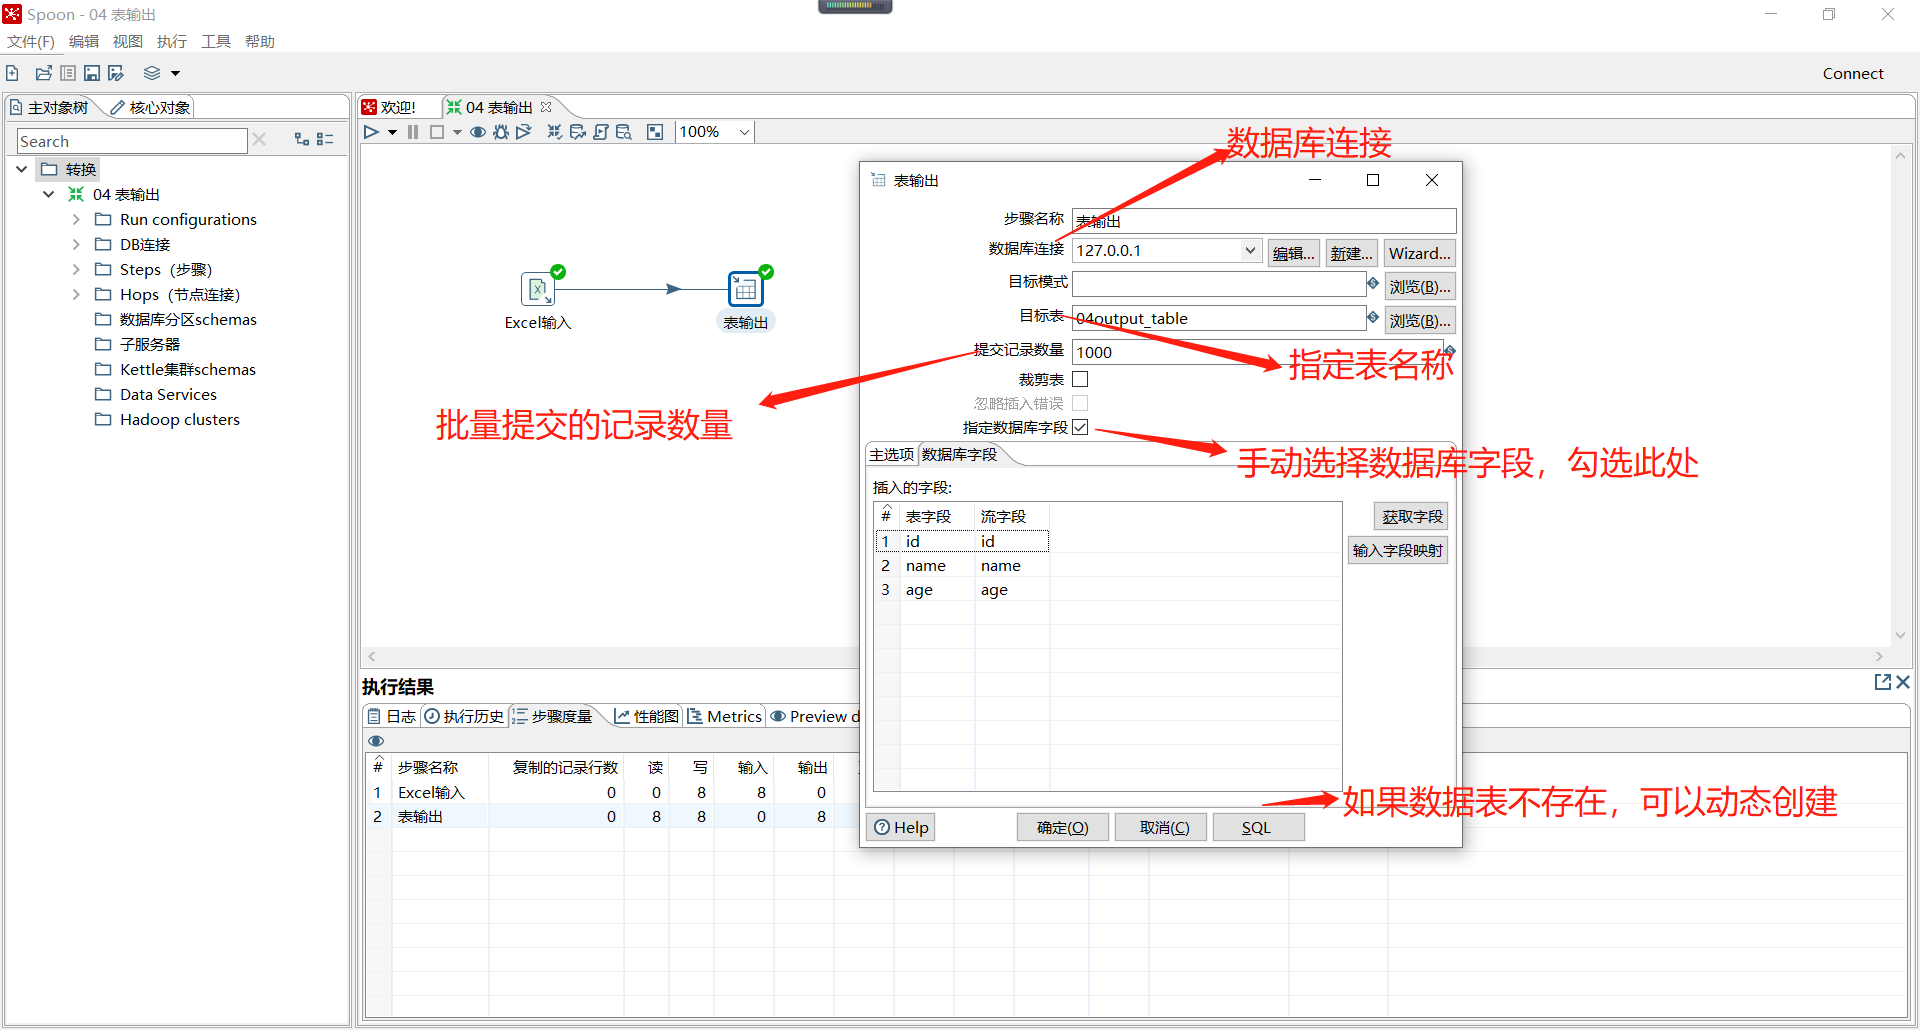 Spoon - 04 表输出
文件(F) 编辑 视图 执行 工具 帮助
Connect
主对象树 核心对象
Search
转换
04 表输出
Run configurations
DB连接
Steps（步骤）
Hops（节点连接）
数据库分区schemas
子服务器
Kettle集群schemas
Data Services
Hadoop clusters
欢迎! 04 表输出
100%
Excel输入
表输出
批量提交的记录数量
数据库连接
表输出
步骤名称 表输出
数据库连接 127.0.0.1 编辑... 新建... Wizard...
目标模式 浏览(B)...
目标表 04output_table 浏览(B)...
提交记录数量 1000
指定表名称
裁剪表
忽略插入错误
指定数据库字段
手动选择数据库字段，勾选此处
主选项 数据库字段
插入的字段:
# 表字段 流字段
1 id id
2 name name
3 age age
获取字段
输入字段映射
如果数据表不存在，可以动态创建
Help 确定(O) 取消(C) SQL
执行结果
日志 执行历史 步骤度量 性能图 Metrics Preview d
# 步骤名称 复制的记录行数 读 写 输入 输出
1 Excel输入 0 0 8 8 0
2 表输出 0 8 8 0 8